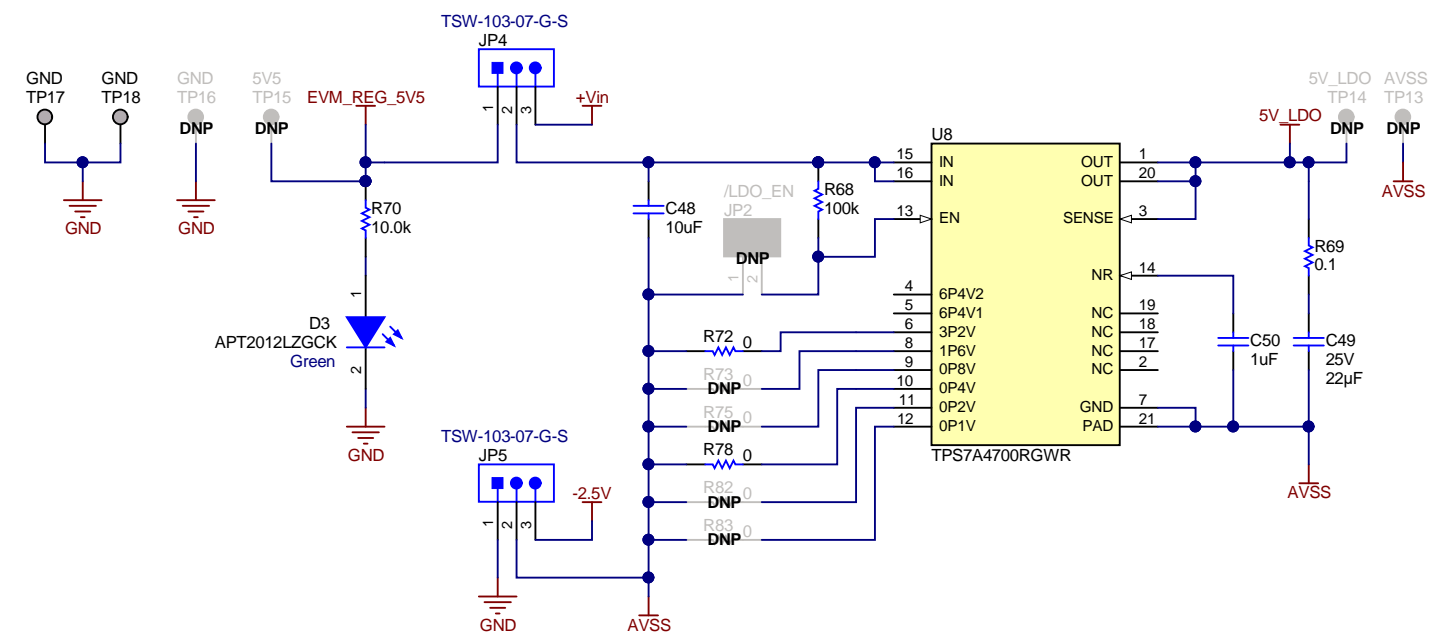 TSW-103-07-G-S
JP4
1
2
3
+Vin
GND
TP17
GND
TP18
GND
TP16
DNP
5V5
TP15
DNP
EVM_REG_5V5
GND
GND
R70
10.0k
1
D3
APT2012LZGCK
Green
2
GND
C48
10uF
/LDO_EN
JP2
DNP
1
2
R68
100k
R72
0
R73
DNP
0
R75
DNP
0
R78
0
R82
DNP
0
R83
DNP
0
TSW-103-07-G-S
JP5
1
2
3
-2.5V
GND
AVSS
U8
15 IN
16 IN
13 EN
4 6P4V2
5 6P4V1
6 3P2V
8 1P6V
9 0P8V
10 0P4V
11 0P2V
12 0P1V
OUT 1
OUT 20
SENSE 3
NR 14
NC 19
NC 18
NC 17
NC 2
GND 7
PAD 21
TPS7A4700RGWR
5V_LDO
5V_LDO
TP14
DNP
AVSS
TP13
DNP
AVSS
R69
0.1
C50
1uF
C49
25V
22µF
AVSS